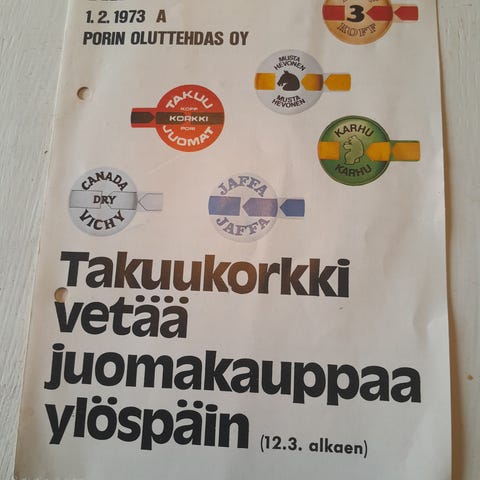 1.2.1973 A
PORIN OLUTTEHDAS OY
3
KOFF
MUSTA
HEVONEN
MUSTA
HEVONEN
TAKUU
KOFF
KORKKI
PORI
JUOMAT
KARHU
KARHU
CANADA
DRY
VICHY
JAFFA
JAFFA
Takuukorkki
vetää
juomakauppaa
ylöspäin (12.3. alkaen)